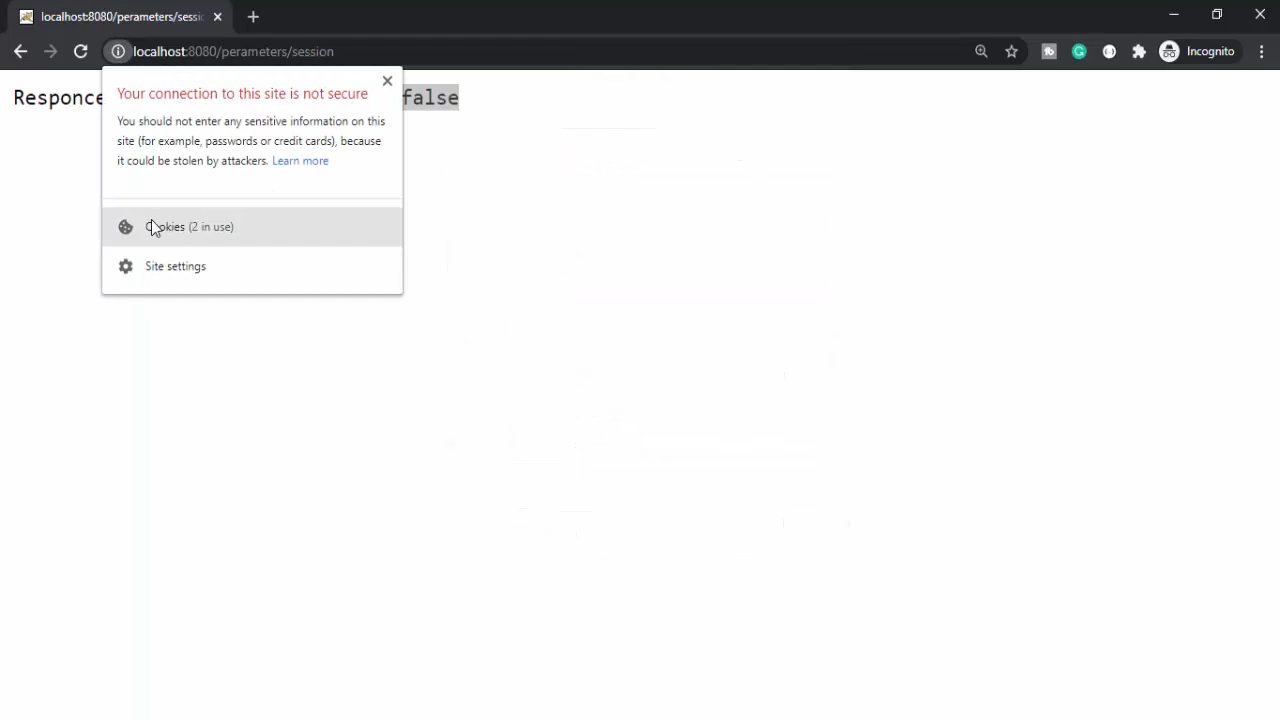 localhost:8080/perameters/sessi
localhost:8080/perameters/session
Incognito
Responce
false
Your connection to this site is not secure
You should not enter any sensitive information on this
site (for example, passwords or credit cards), because
it could be stolen by attackers. Learn more
Cookies (2 in use)
Site settings